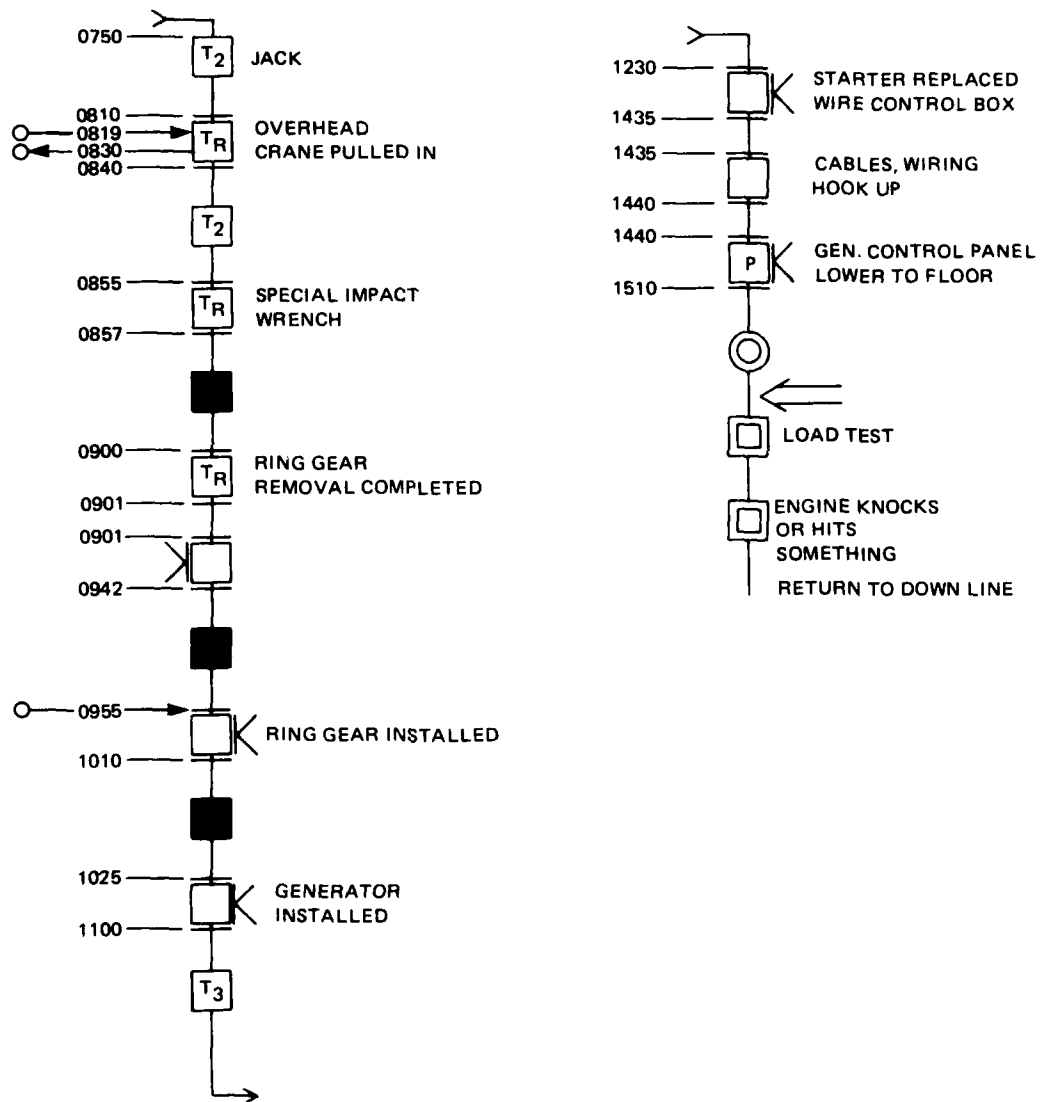 0750
T2 JACK
0810
0819
TR OVERHEAD
0830
CRANE PULLED IN
0840
T2
0855
TR SPECIAL IMPACT
WRENCH
0857
0900
TR RING GEAR
REMOVAL COMPLETED
0901
0901
0942
0955
RING GEAR INSTALLED
1010
1025
GENERATOR
INSTALLED
1100
T3
1230
STARTER REPLACED
WIRE CONTROL BOX
1435
1435
CABLES, WIRING
HOOK UP
1440
1440
P GEN. CONTROL PANEL
LOWER TO FLOOR
1510
LOAD TEST
ENGINE KNOCKS
OR HITS
SOMETHING
RETURN TO DOWN LINE